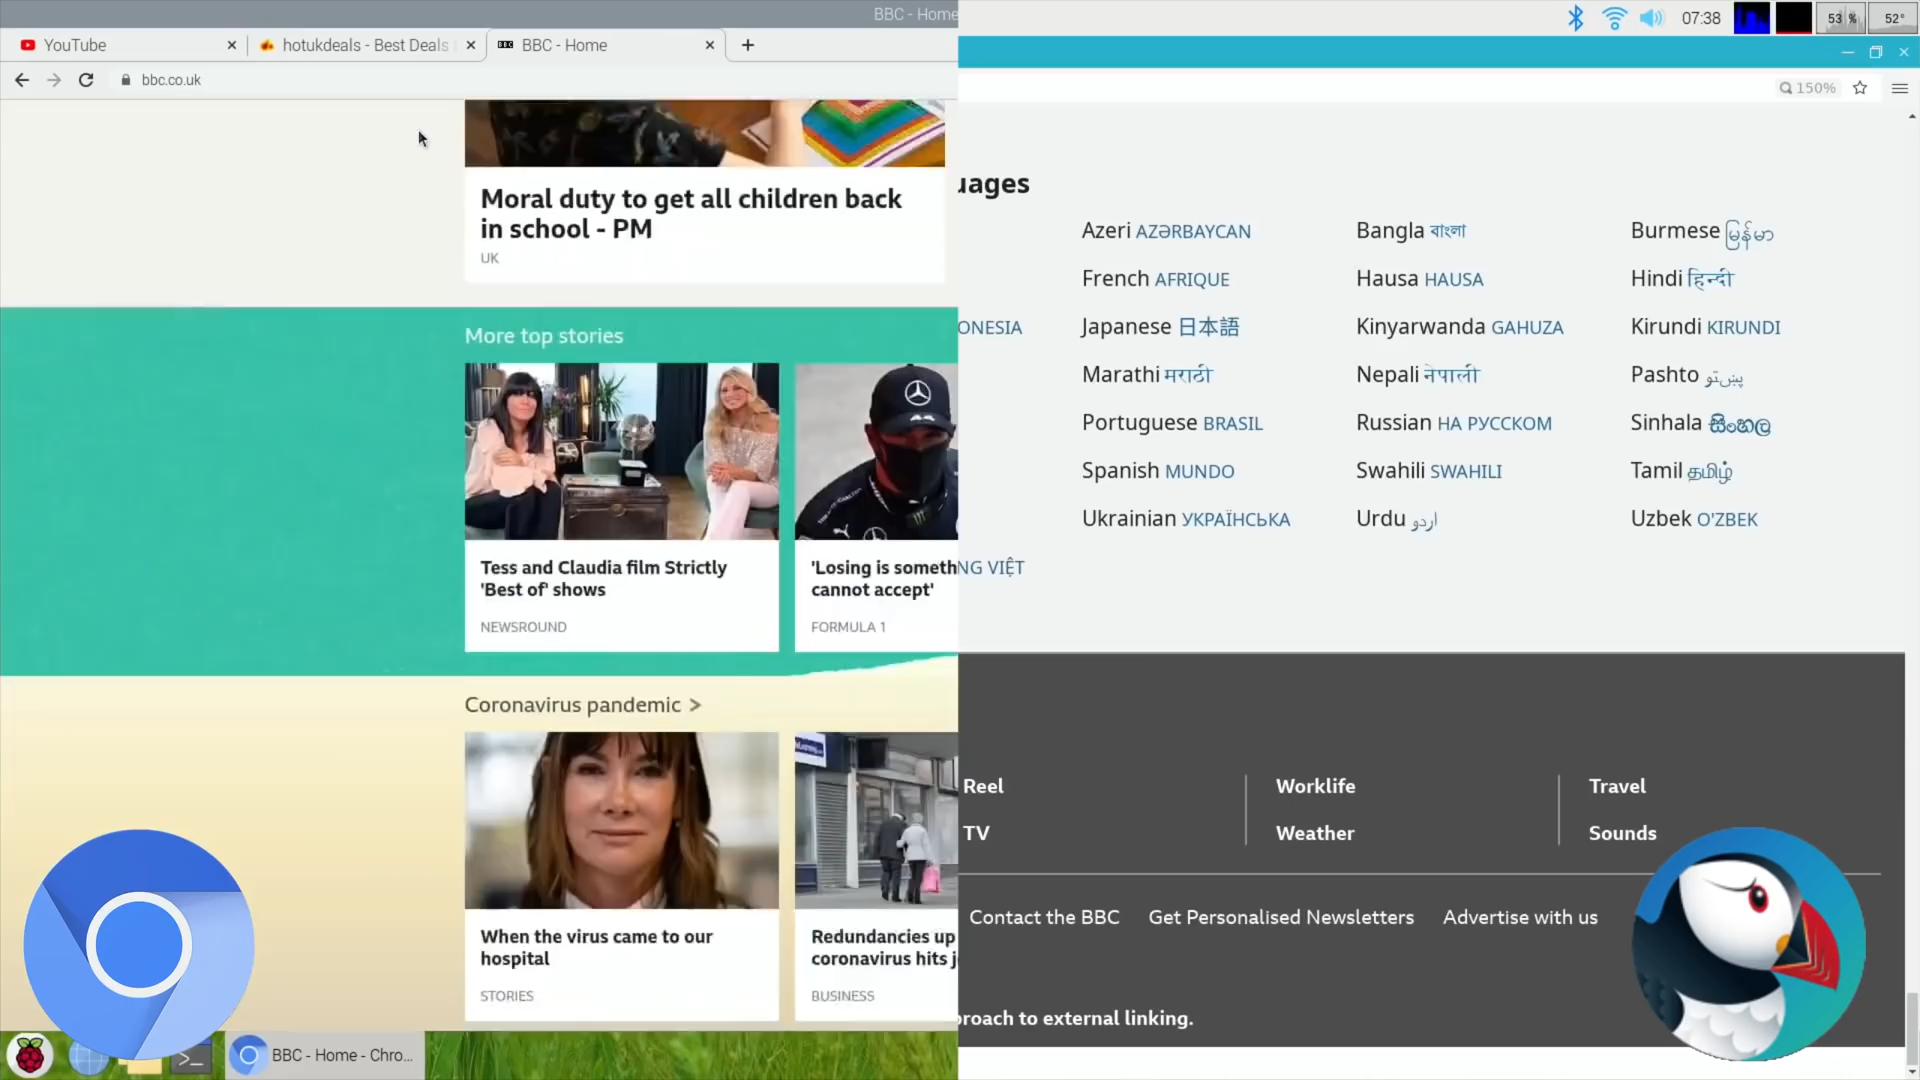 BBC - Home
07:38
53 %
52°
YouTube
hotukdeals - Best Deals
BBC - Home
bbc.co.uk
150%
Moral duty to get all children back
in school - PM
UK
More top stories
Tess and Claudia film Strictly
'Best of' shows
NEWSROUND
'Losing is someth
cannot accept'
FORMULA 1
Coronavirus pandemic >
When the virus came to our
hospital
STORIES
Redundancies up
coronavirus hits j
BUSINESS
BBC - Home - Chro...
uages
Azeri AZƏRBAYCAN
Bangla বাংলা
Burmese မြန်မာ
French AFRIQUE
Hausa HAUSA
Hindi हिन्दी
ONESIA
Japanese 日本語
Kinyarwanda GAHUZA
Kirundi KIRUNDI
Marathi मराठी
Nepali नेपाली
Pashto پښتو
Portuguese BRASIL
Russian НА РУССКОМ
Sinhala සිංහල
Spanish MUNDO
Swahili SWAHILI
Tamil தமிழ்
Ukrainian УКРАЇНСЬКА
Urdu اردو
Uzbek O'ZBEK
NG VIỆT
Reel
Worklife
Travel
TV
Weather
Sounds
Contact the BBC
Get Personalised Newsletters
Advertise with us
proach to external linking.